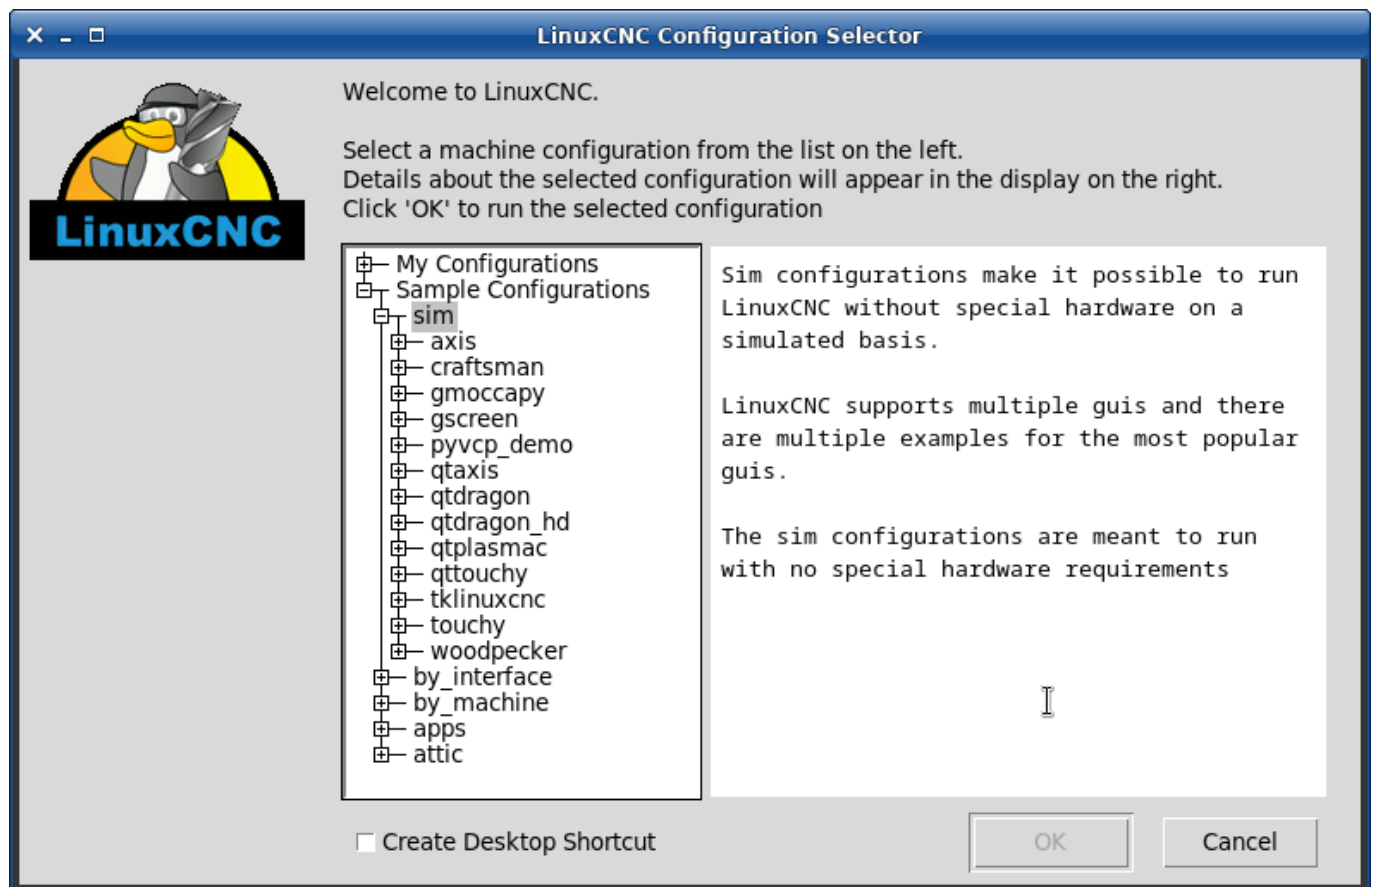 LinuxCNC Configuration Selector
LinuxCNC
Welcome to LinuxCNC.
Select a machine configuration from the list on the left.
Details about the selected configuration will appear in the display on the right.
Click 'OK' to run the selected configuration
My Configurations
Sample Configurations
sim
axis
craftsman
gmoccapy
gscreen
pyvcp_demo
qtaxis
qtdragon
qtdragon_hd
qtplasmac
qttouchy
tklinuxcnc
touchy
woodpecker
by_interface
by_machine
apps
attic
Sim configurations make it possible to run
LinuxCNC without special hardware on a
simulated basis.
LinuxCNC supports multiple guis and there
are multiple examples for the most popular
guis.
The sim configurations are meant to run
with no special hardware requirements
Create Desktop Shortcut
OK
Cancel